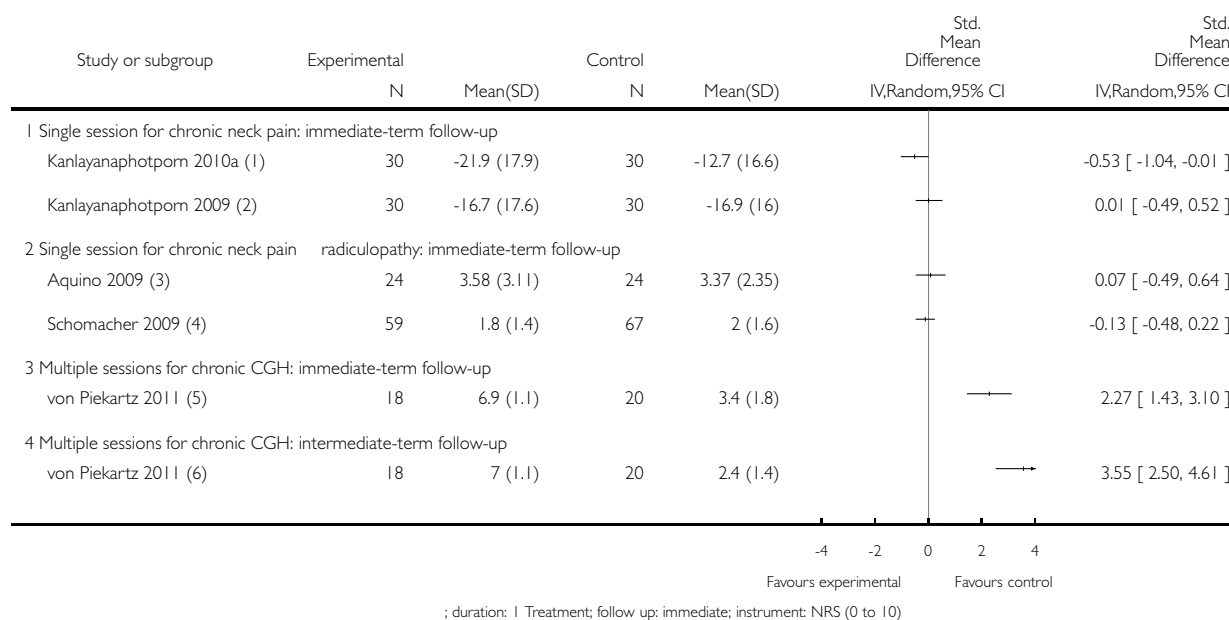 Study or subgroup Experimental Control Std. Mean Difference Std. Mean Difference
N Mean(SD) N Mean(SD) IV,Random,95% CI IV,Random,95% CI
1 Single session for chronic neck pain: immediate-term follow-up
Kanlayanaphotporn 2010a (1) 30 -21.9 (17.9) 30 -12.7 (16.6) -0.53 [ -1.04, -0.01 ]
Kanlayanaphotporn 2009 (2) 30 -16.7 (17.6) 30 -16.9 (16) 0.01 [ -0.49, 0.52 ]
2 Single session for chronic neck pain radiculopathy: immediate-term follow-up
Aquino 2009 (3) 24 3.58 (3.11) 24 3.37 (2.35) 0.07 [ -0.49, 0.64 ]
Schomacher 2009 (4) 59 1.8 (1.4) 67 2 (1.6) -0.13 [ -0.48, 0.22 ]
3 Multiple sessions for chronic CGH: immediate-term follow-up
von Piekartz 2011 (5) 18 6.9 (1.1) 20 3.4 (1.8) 2.27 [ 1.43, 3.10 ]
4 Multiple sessions for chronic CGH: intermediate-term follow-up
von Piekartz 2011 (6) 18 7 (1.1) 20 2.4 (1.4) 3.55 [ 2.50, 4.61 ]
-4 -2 0 2 4
Favours experimental Favours control
; duration: 1 Treatment; follow up: immediate; instrument: NRS (0 to 10)